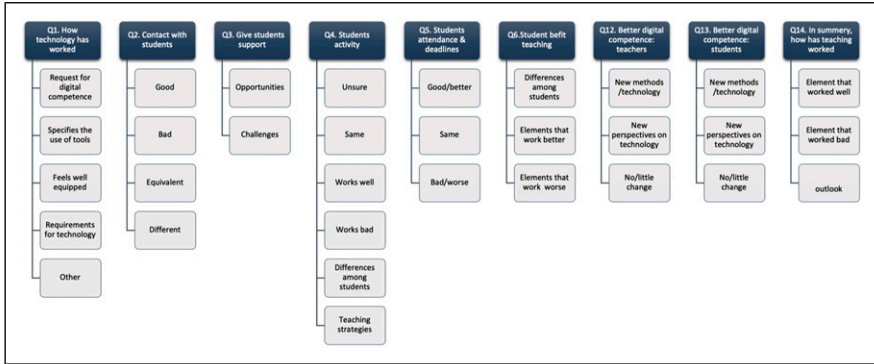 Q1. How
technology has
worked
Request for
digital
competence
Specifies the
use of tools
Feels well
equipped
Requirements
for technology
Other
Q2. Contact with
students
Good
Bad
Equivalent
Different
Q3. Give students
support
Opportunities
Challenges
Q4. Students
activity
Unsure
Same
Works well
Works bad
Differences
among
students
Teaching
strategies
Q5. Students
attendance &
deadlines
Good/better
Same
Bad/worse
Q6.Student befit
teaching
Differences
among
students
Elements that
work better
Elements that
work worse
Q12. Better digital
competence:
teachers
New methods
/technology
New
perspectives on
technology
No/little
change
Q13. Better digital
competence:
students
New methods
/technology
New
perspectives on
technology
No/little
change
Q14. In summery,
how has teaching
worked
Element that
worked well
Element that
worked bad
outlook